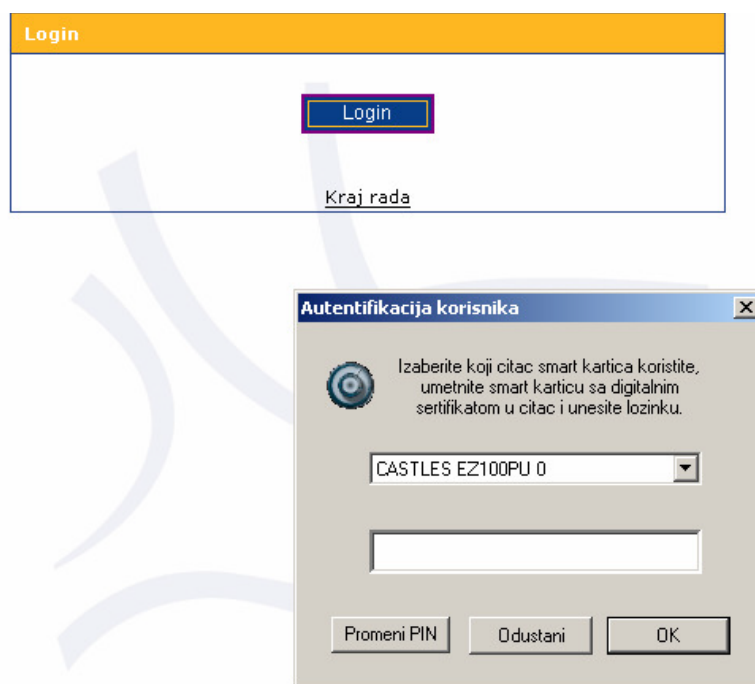 Login
Login
Kraj rada
Autentifikacija korisnika
Izaberite koji citac smart kartica koristite,
umetnite smart karticu sa digitalnim
sertifikatom u citac i unesite lozinku.
CASTLES EZ100PU 0
Promeni PIN Odustani OK